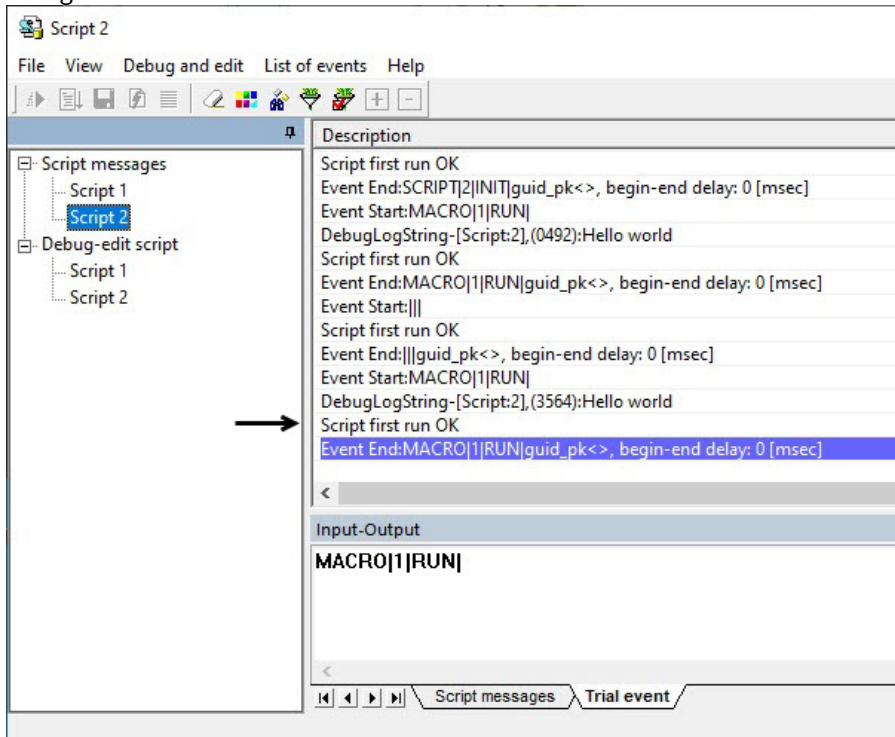 Script 2
File View Debug and edit List of events Help
Description
Script messages
Script 1
Script 2
Debug-edit script
Script 1
Script 2
Script first run OK
Event End:SCRIPT|2|INIT|guid_pk<>, begin-end delay: 0 [msec]
Event Start:MACRO|1|RUN|
DebugLogString-[Script:2],(0492):Hello world
Script first run OK
Event End:MACRO|1|RUN|guid_pk<>, begin-end delay: 0 [msec]
Event Start:|||
Script first run OK
Event End:|||guid_pk<>, begin-end delay: 0 [msec]
Event Start:MACRO|1|RUN|
DebugLogString-[Script:2],(3564):Hello world
Script first run OK
Event End:MACRO|1|RUN|guid_pk<>, begin-end delay: 0 [msec]
Input-Output
MACRO|1|RUN|
Script messages Trial event